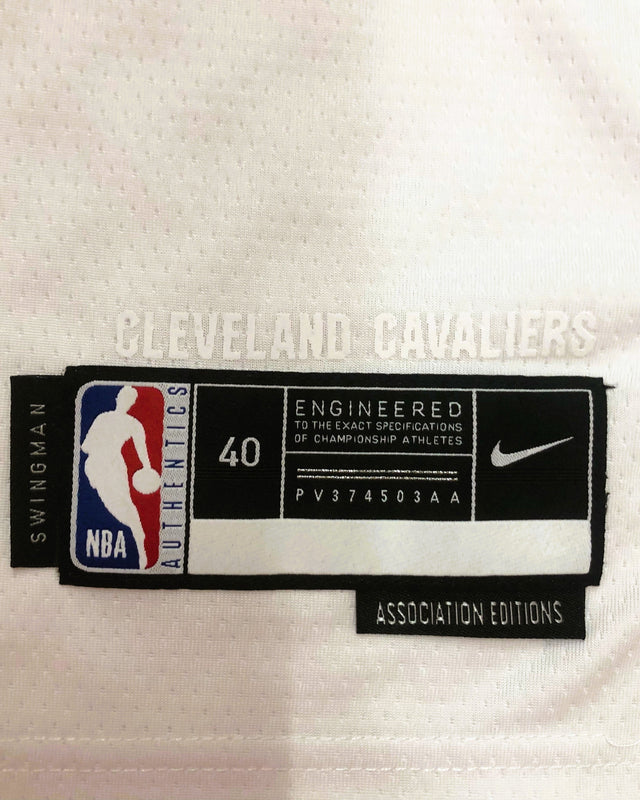 CLEVELAND CAVALIERS
SWINGMAN
NBA
AUTHENTICS
40
ENGINEERED
TO THE EXACT SPECIFICATIONS
OF CHAMPIONSHIP ATHLETES
PV374503AA
ASSOCIATION EDITIONS